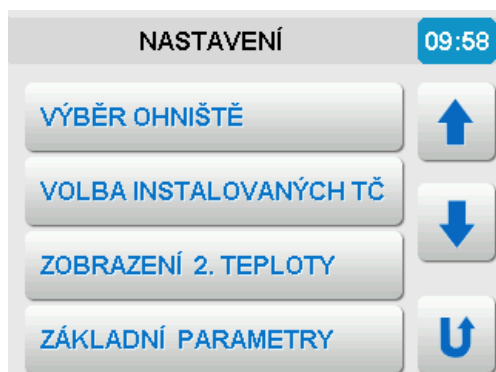 NASTAVENÍ
09:58
VÝBĚR OHNIŠTĚ
VOLBA INSTALOVANÝCH TČ
ZOBRAZENÍ 2. TEPLOTY
ZÁKLADNÍ PARAMETRY